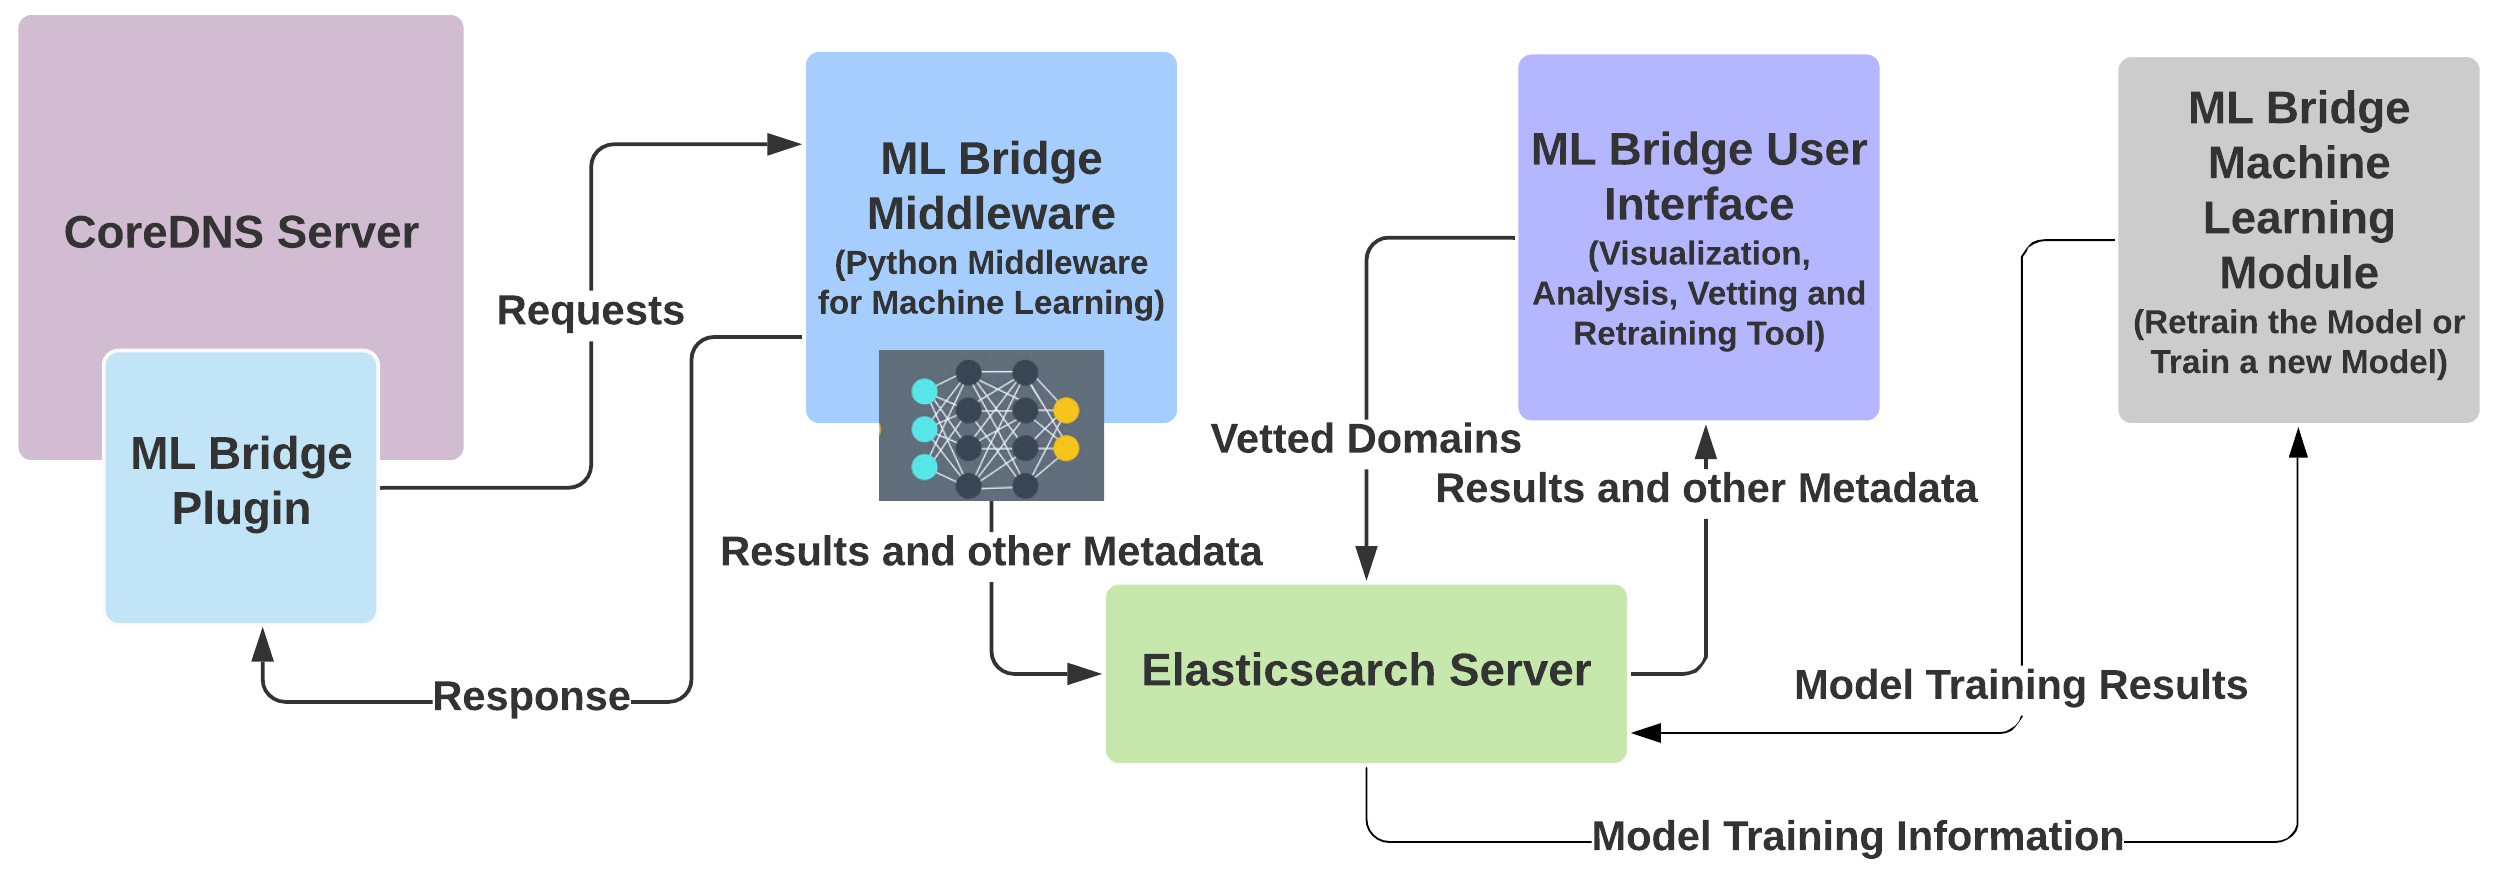 CoreDNS Server
ML Bridge
Plugin
Requests
Response
ML Bridge
Middleware
(Python Middleware
for Machine Learning)
Results and other Metadata
ML Bridge User
Interface
(Visualization,
Analysis, Vetting and
Retraining Tool)
Vetted Domains
Results and other Metadata
Elasticsearch Server
ML Bridge
Machine
Learning
Module
(Retrain the Model or
Train a new Model)
Model Training Results
Model Training Information